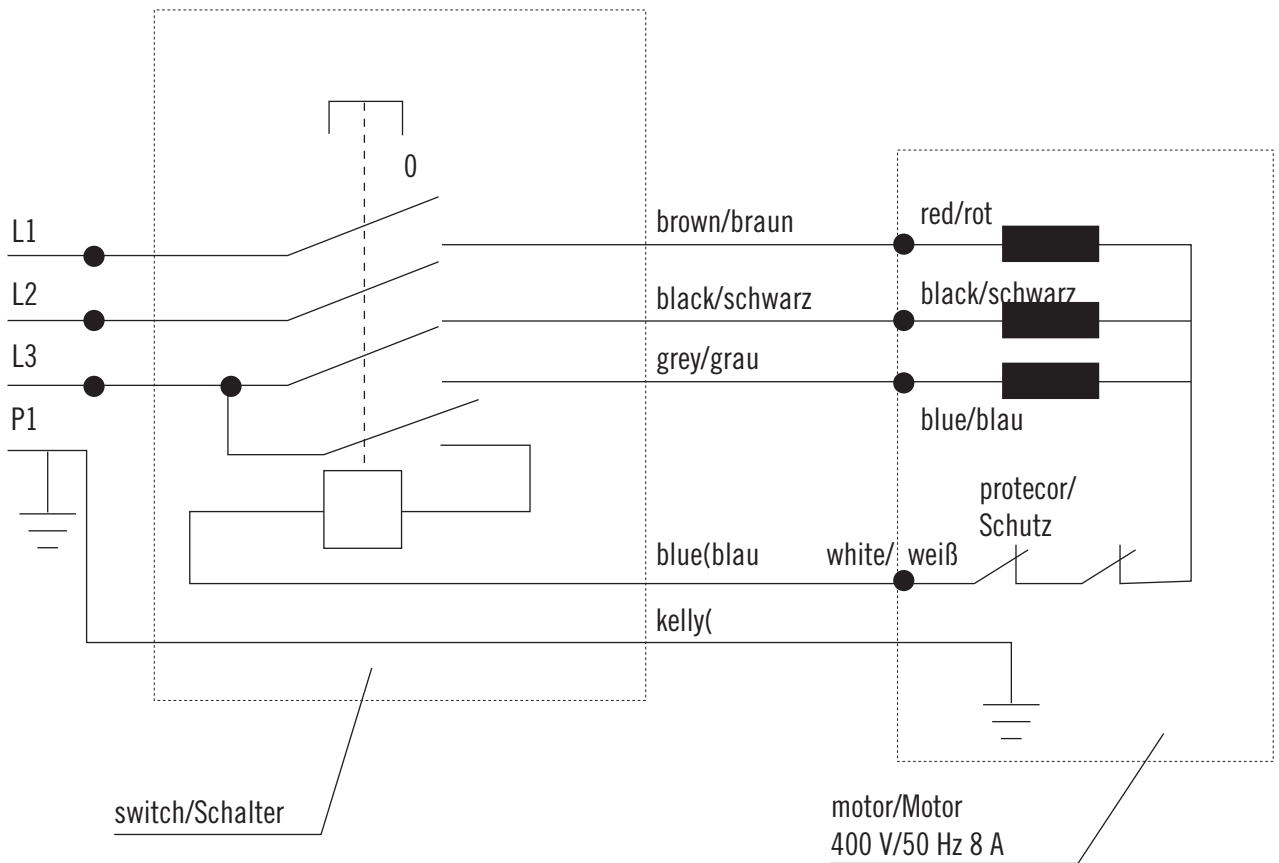 0
L1
brown/braun
red/rot
L2
black/schwarz
black/schwarz
L3
grey/grau
P1
blue/blau
protecor/
Schutz
blue(blau
white/ weiß
kelly(
switch/Schalter
motor/Motor
400 V/50 Hz 8 A